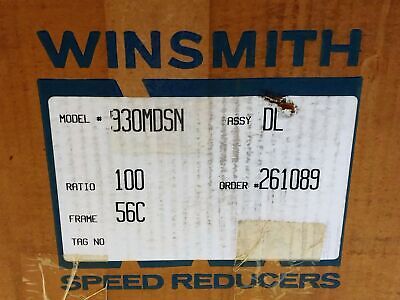 WINSMITH
MODEL # 930MDSN ASSY DL
RATIO 100 ORDER # 261089
FRAME 56C
TAG NO
SPEED REDUCERS